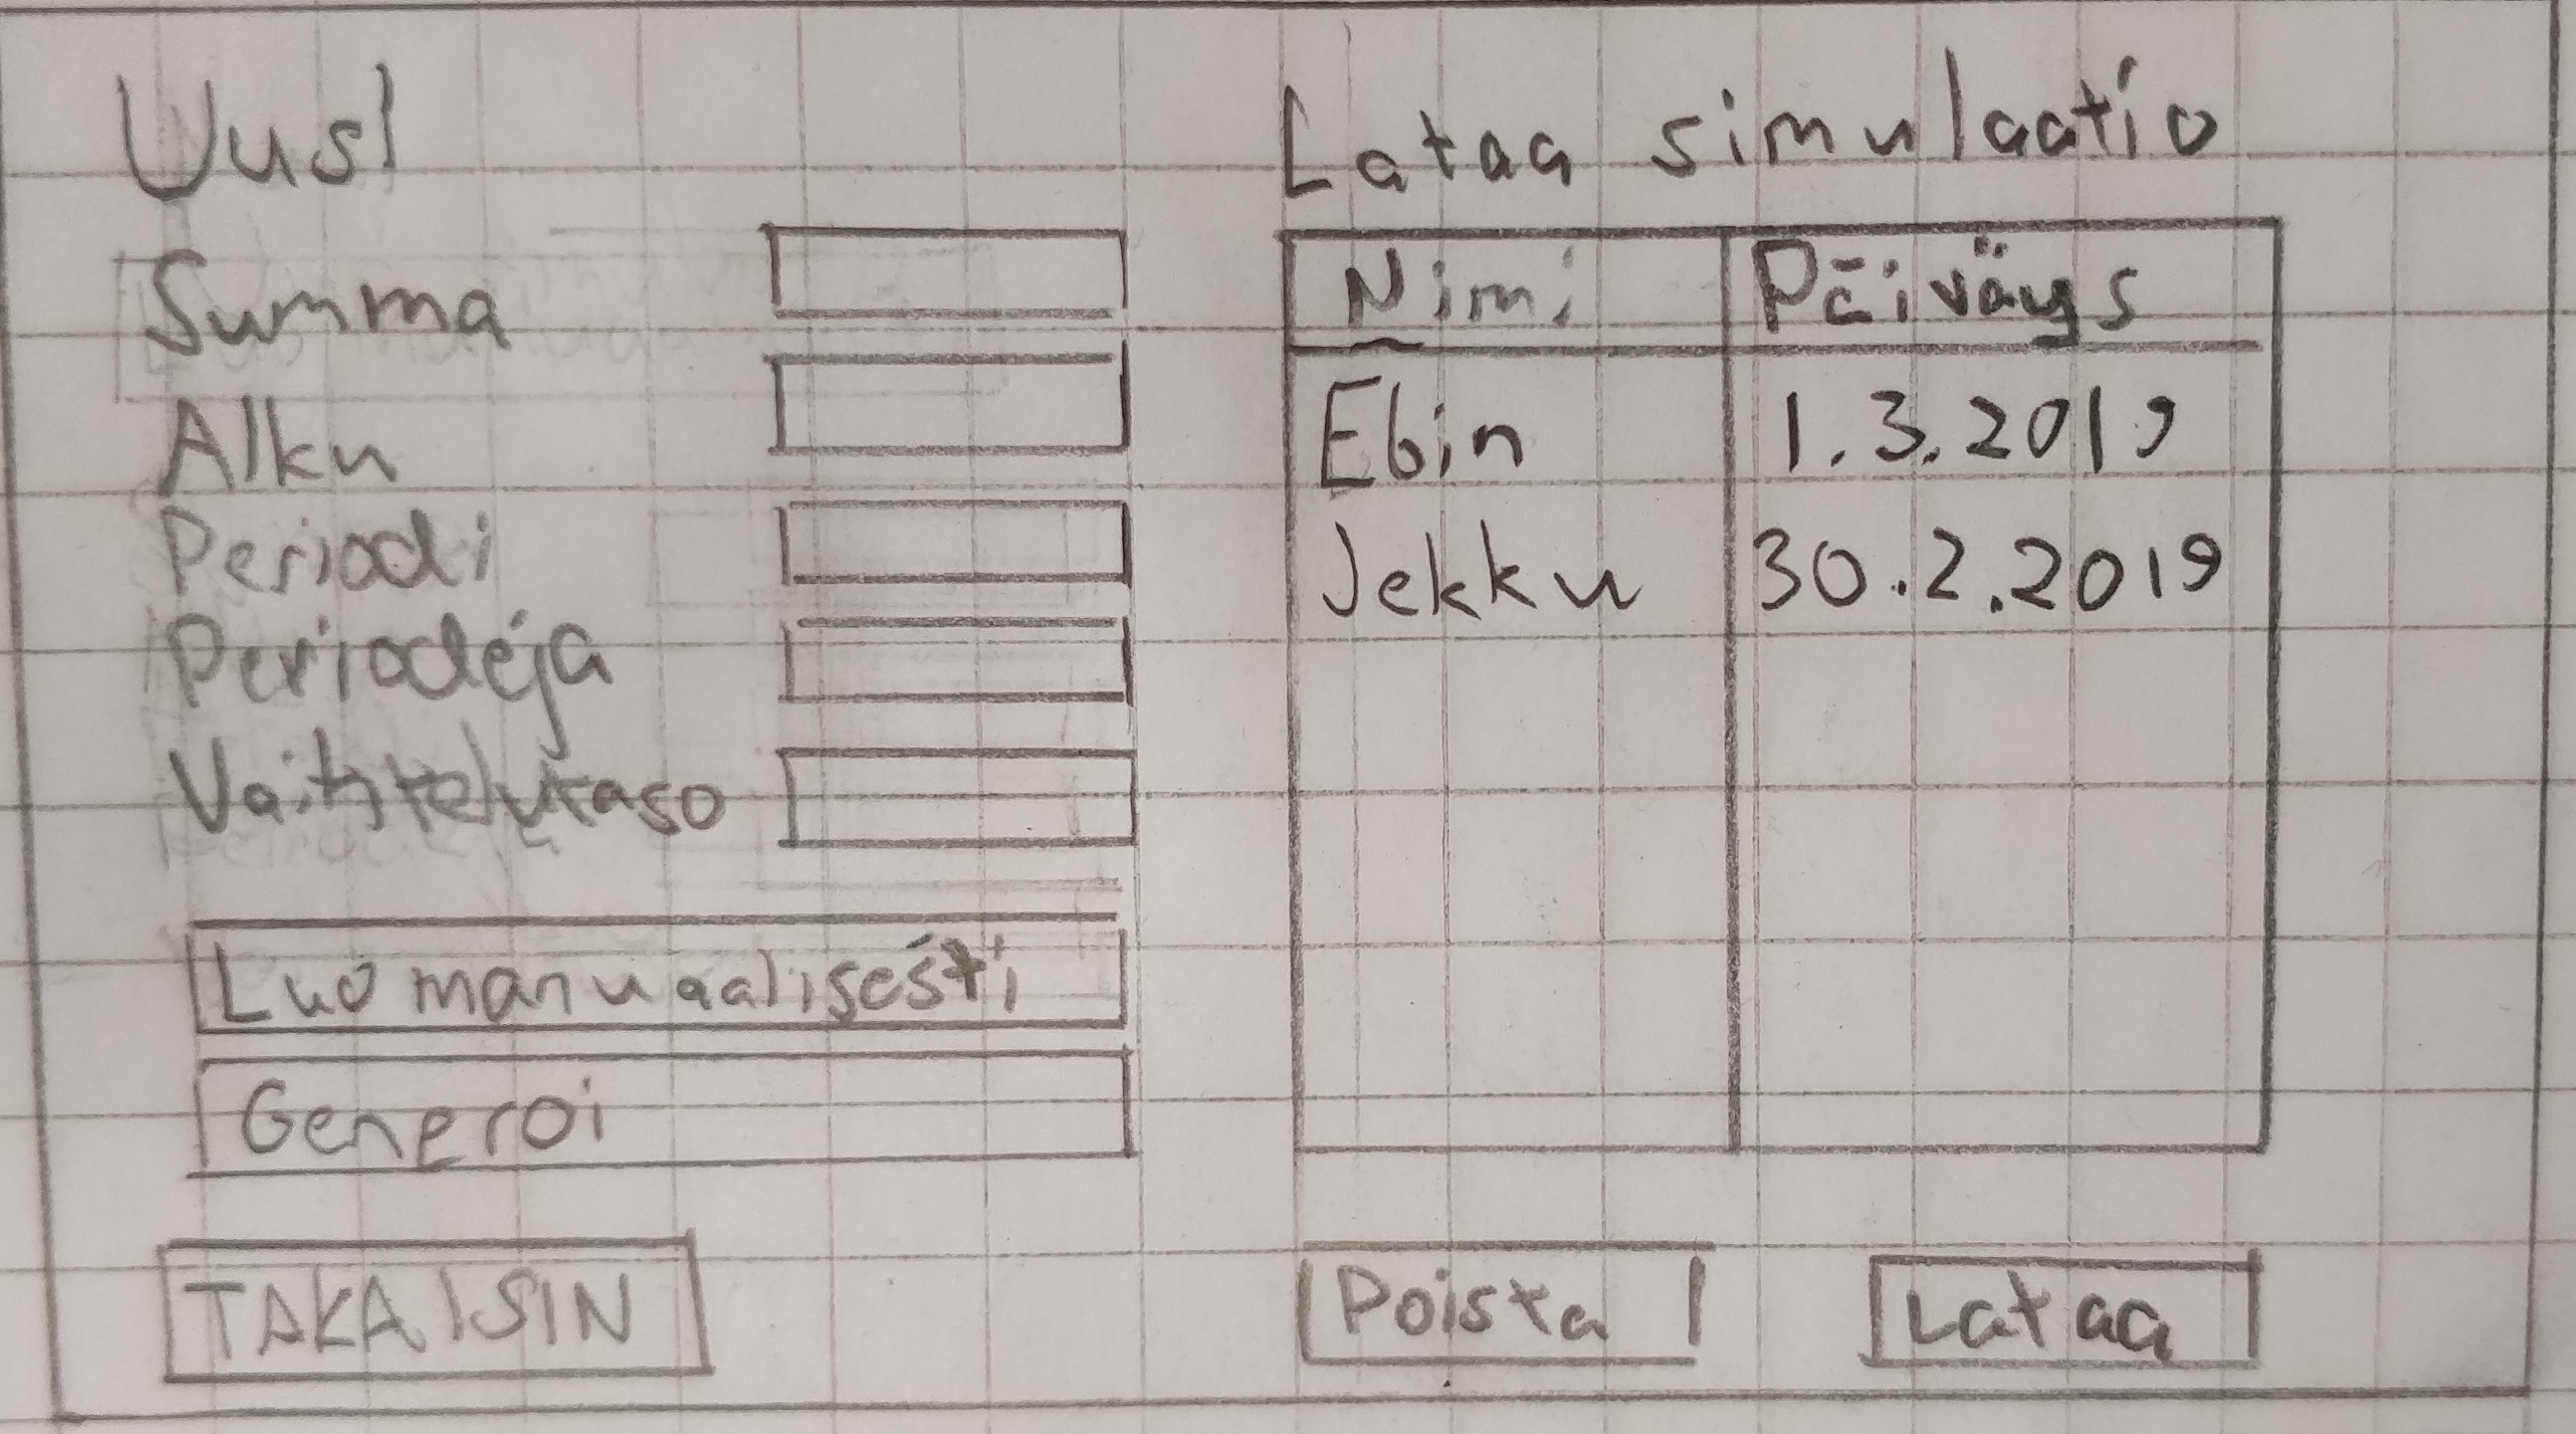 Uusi
Summa
Alku
Periodi
Periodeja
Vaihtelutaso
Luo manuaalisesti
Generoi
TAKAISIN
Lataa simulaatio
Nimi Päiväys
Ebin 1.3.2019
Jekku 30.2.2019
Poista Lataa